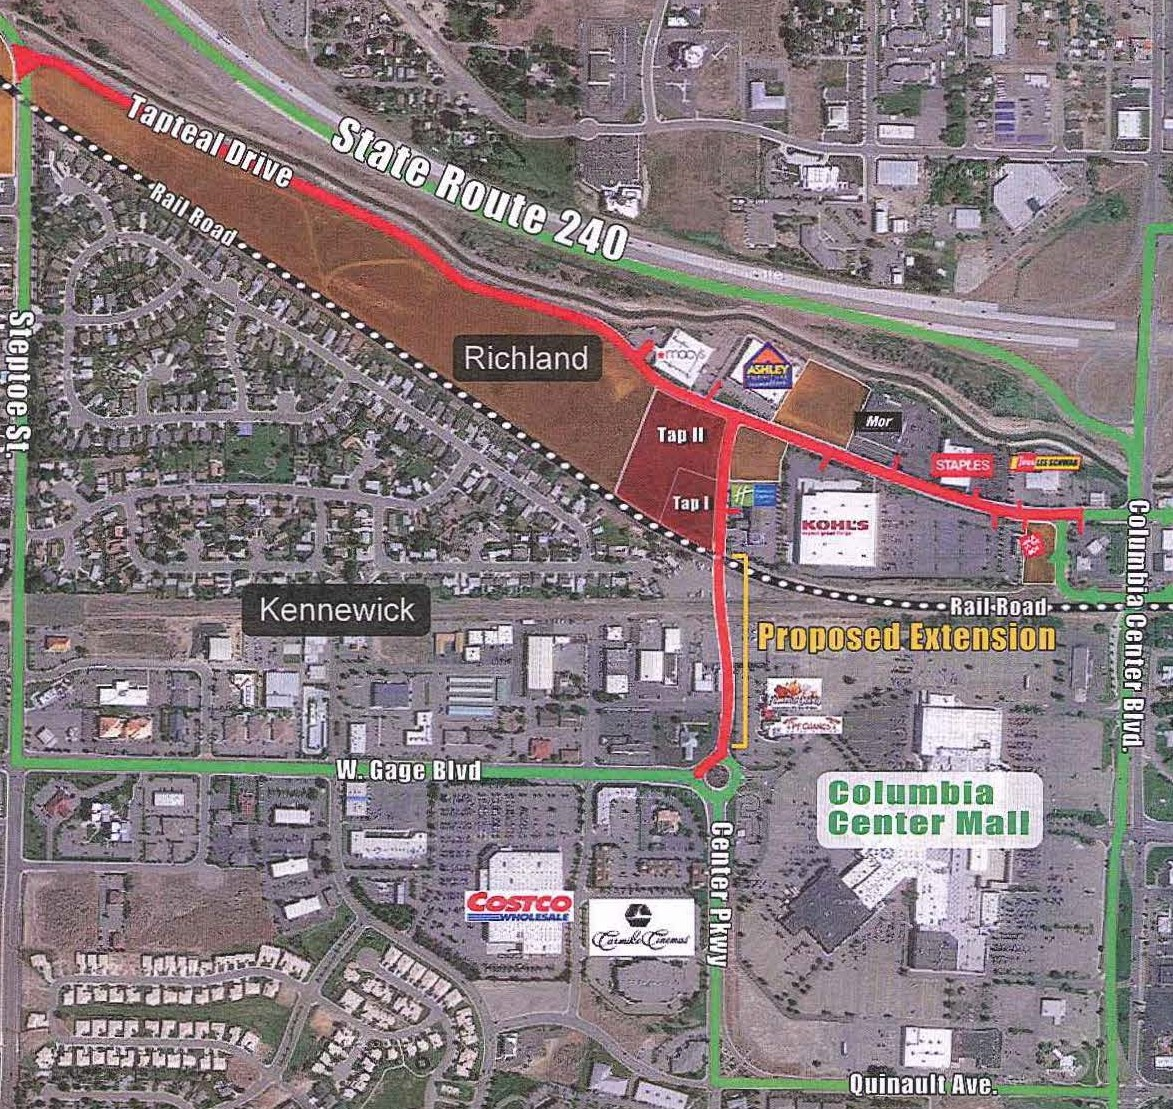 Tapteal Drive
State Route 240
Rail Road
Steptoe St.
Richland
macy's
ASHLEY
Mor
Tap II
STAPLES
LES SCHWAB
Tap I
KOHL'S
Columbia Center Blvd.
Kennewick
Rail Road
Proposed Extension
W. Gage Blvd
Columbia
Center Mall
Center Pkwy
COSTCO
WHOLESALE
Carmike Cinemas
Quinault Ave.